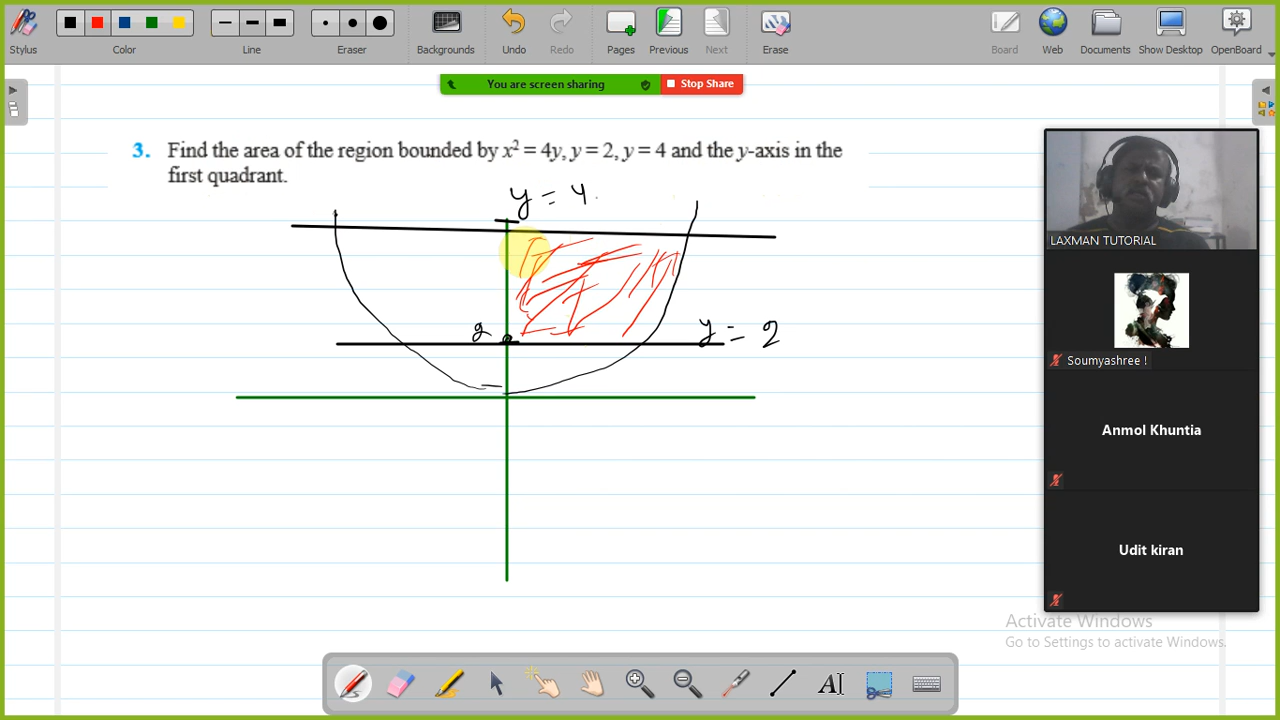 Stylus
Color
Line
Eraser
Backgrounds
Undo
Redo
Pages
Previous
Next
Erase
Board
Web
Documents
Show Desktop
OpenBoard
You are screen sharing
Stop Share
3. Find the area of the region bounded by x² = 4y, y = 2, y = 4 and the y-axis in the
first quadrant.
y = 4
2
y = 2
LAXMAN TUTORIAL
Soumyashree !
Anmol Khuntia
Udit kiran
Activate Windows
Go to Settings to activate Windows.